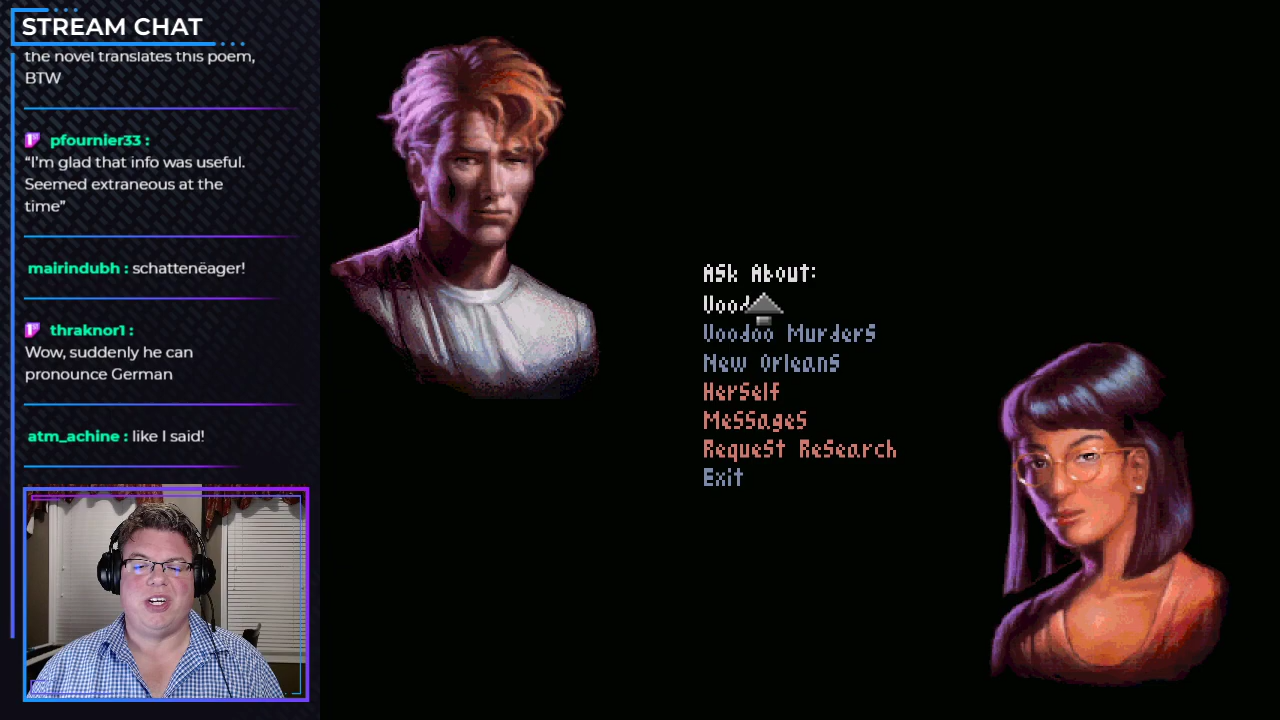 STREAM CHAT
the novel translates this poem,
BTW
pfournier33 :
“I'm glad that info was useful.
Seemed extraneous at the
time”
mairindubh : schattenëager!
thraknor1 :
Wow, suddenly he can
pronounce German
atm_achine : like I said!
Ask About:
Voodoo Murders
New Orleans
Herself
Messages
Request Research
Exit